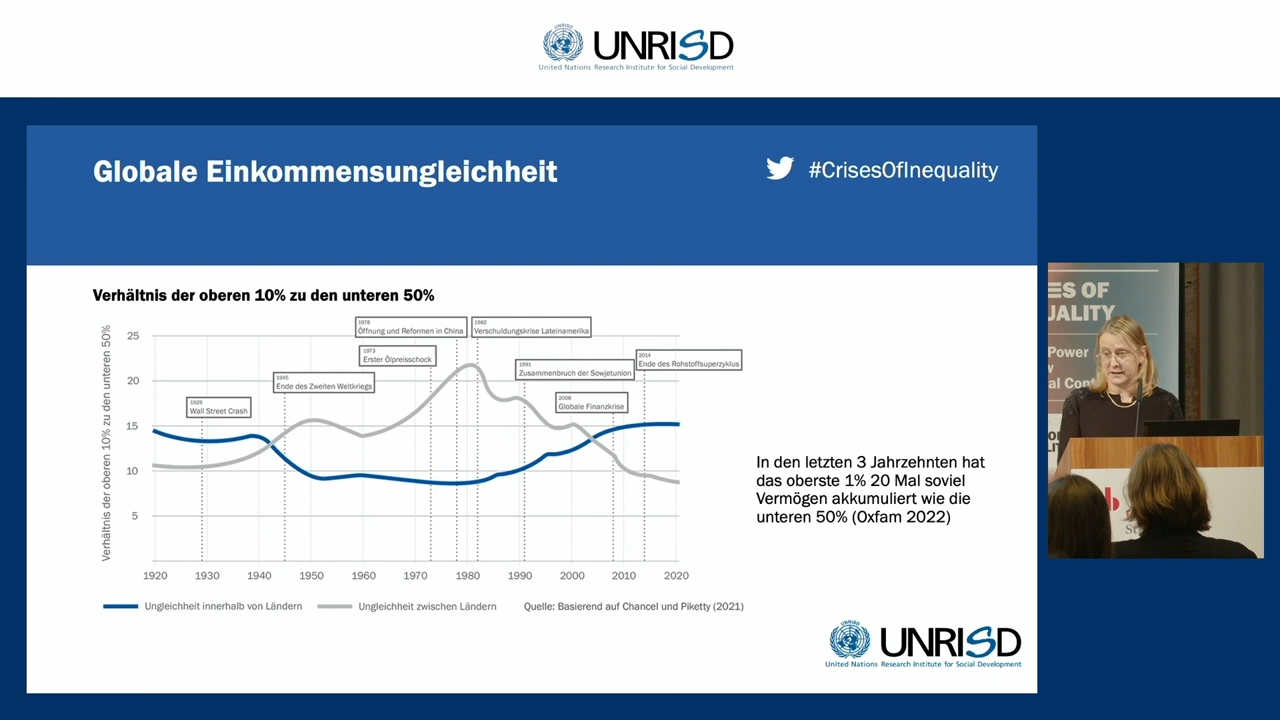 UNRISD
United Nations Research Institute for Social Development
Globale Einkommensungleichheit
#CrisesOfInequality
Verhältnis der oberen 10% zu den unteren 50%
Verhältnis der oberen 10% zu den unteren 50%
25
20
15
10
5
1929
Wall Street Crash
1945
Ende des Zweiten Weltkriegs
1978
Öffnung und Reformen in China
1973
Erster Ölpreisschock
1982
Verschuldungskrise Lateinamerika
1991
Zusammenbruch der Sowjetunion
2008
Globale Finanzkrise
2014
Ende des Rohstoffsuperzyklus
1920 1930 1940 1950 1960 1970 1980 1990 2000 2010 2020
Ungleichheit innerhalb von Ländern
Ungleichheit zwischen Ländern
Quelle: Basierend auf Chancel und Piketty (2021)
In den letzten 3 Jahrzehnten hat
das oberste 1% 20 Mal soviel
Vermögen akkumuliert wie die
unteren 50% (Oxfam 2022)
UNRISD
United Nations Research Institute for Social Development
ES OF
UALITY
Power